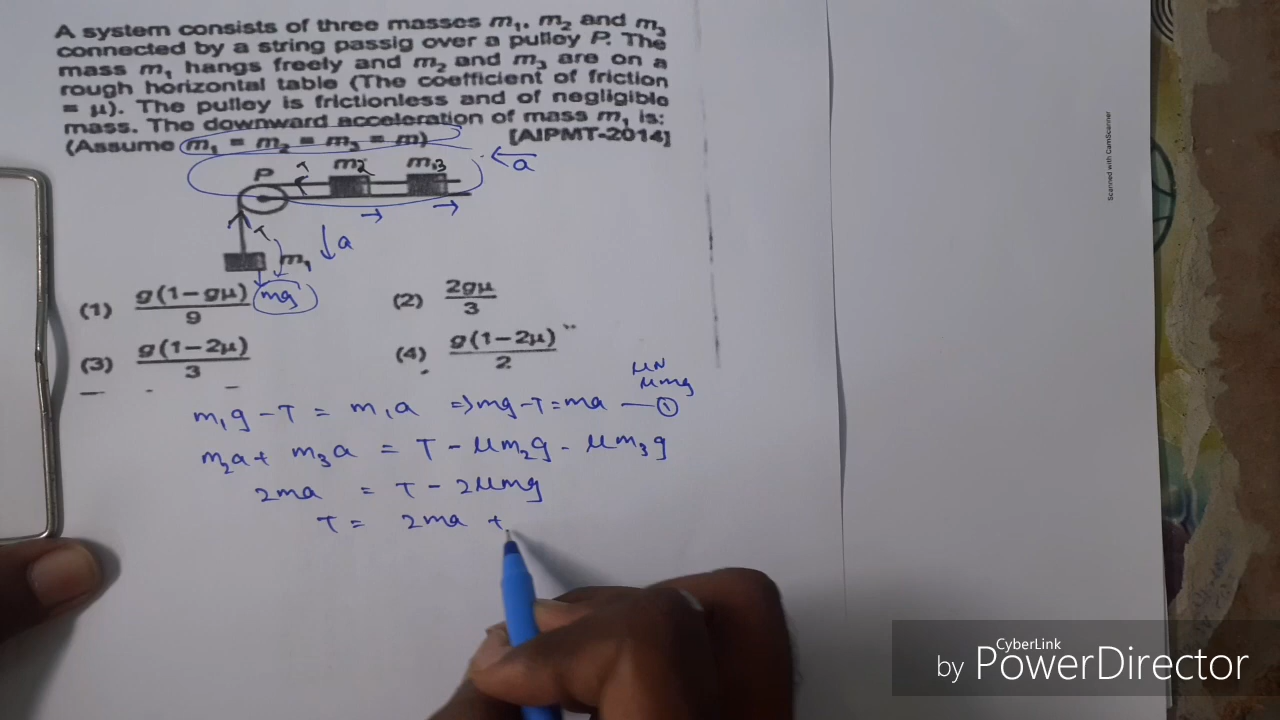 A system consists of three masses m₁, m₂ and m₃
connected by a string passig over a pulley P. The
mass m₁ hangs freely and m₂ and m₃ are on a
rough horizontal table (The coefficient of friction
= μ). The pulley is frictionless and of negligible
mass. The downward acceleration of mass m₁ is:
(Assume m₁ = m₂ = m₃ = m) [AIPMT-2014]
P T m₂ m₃ a
T a
m₁
mg
(1) g(1-gμ)/9 (2) 2gμ/3
(3) g(1-2μ)/3 (4) g(1-2μ)/2
μN
μmg
m₁g - T = m₁a ⇒ mg - T = ma — ①
m₂a + m₃a = T - μm₂g - μm₃g
2ma = T - 2μmg
T = 2ma +
Scanned with CamScanner
CyberLink
by PowerDirector